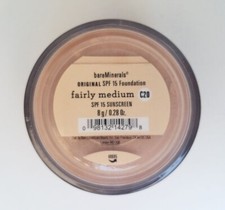 bareMinerals®
ORIGINAL SPF 15 Foundation
fairly medium C20
SPF 15 SUNSCREEN
8g / 0.28 Oz.